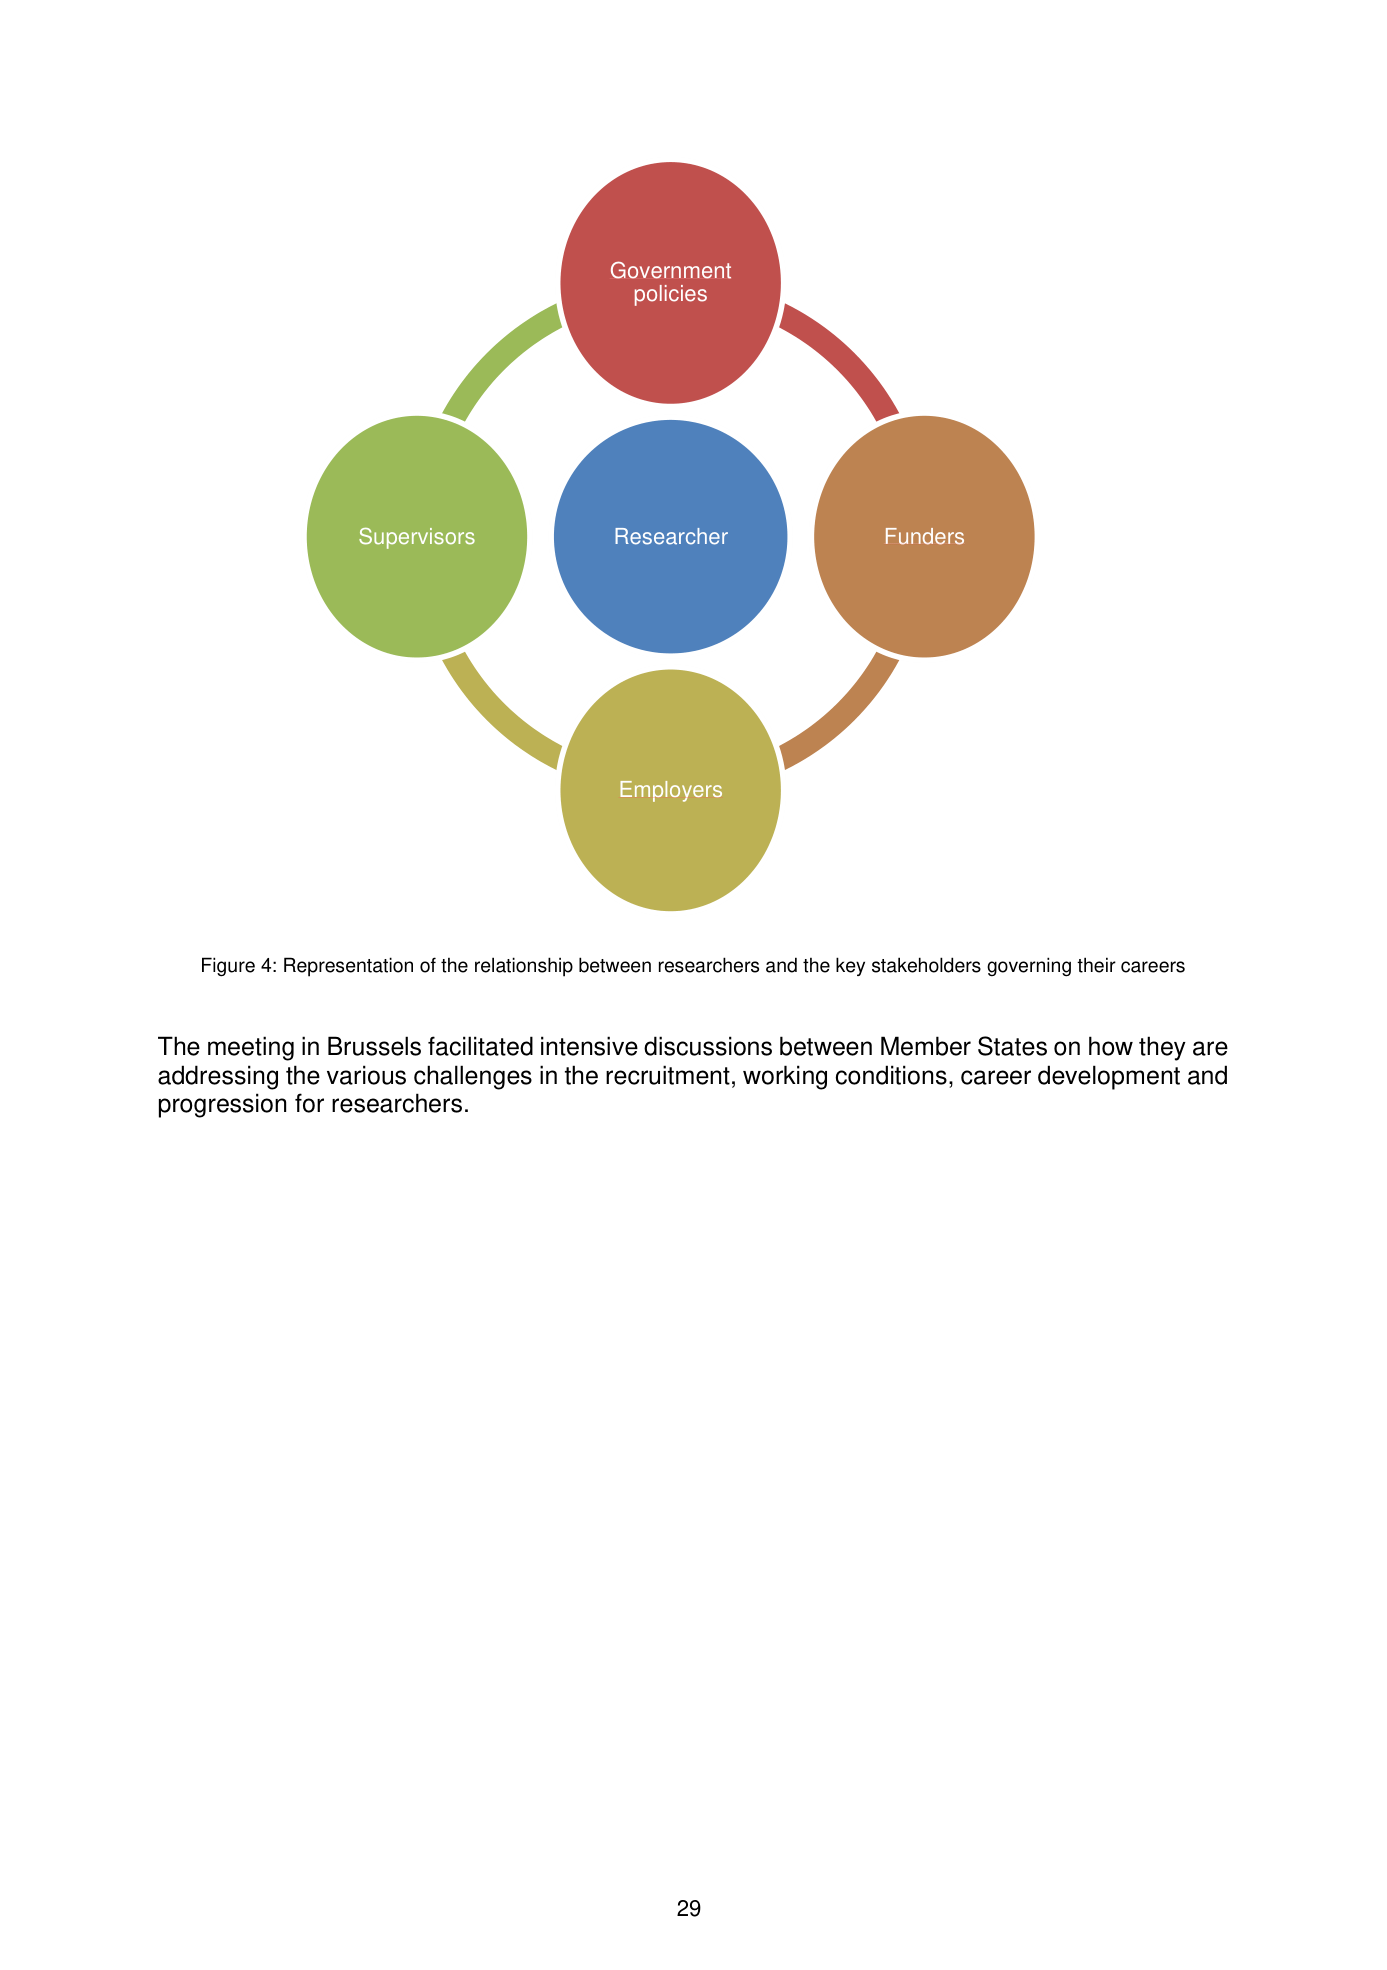 Government
policies
Supervisors
Researcher
Funders
Employers
Figure 4: Representation of the relationship between researchers and the key stakeholders governing their careers
The meeting in Brussels facilitated intensive discussions between Member States on how they are
addressing the various challenges in the recruitment, working conditions, career development and
progression for researchers.
29